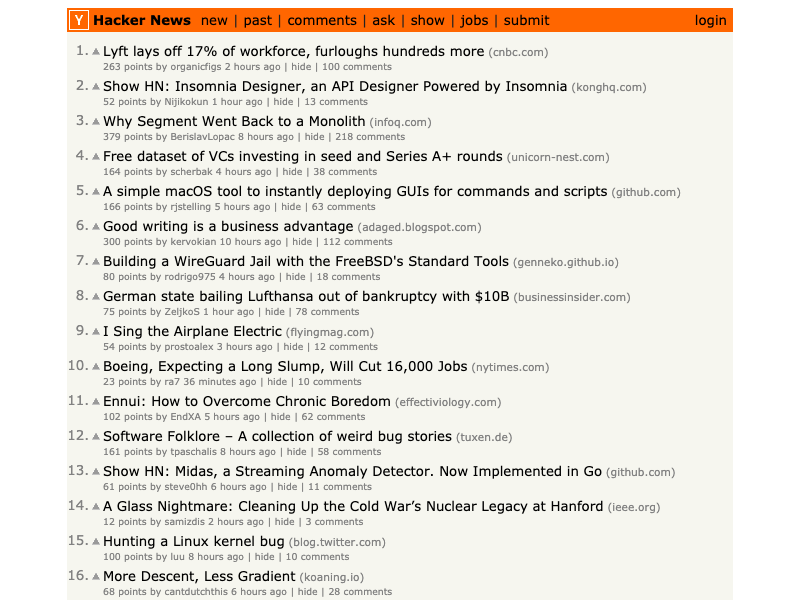 Y Hacker News new | past | comments | ask | show | jobs | submit login
1. Lyft lays off 17% of workforce, furloughs hundreds more (cnbc.com)
263 points by organicfigs 2 hours ago | hide | 100 comments
2. Show HN: Insomnia Designer, an API Designer Powered by Insomnia (konghq.com)
52 points by Nijikokun 1 hour ago | hide | 13 comments
3. Why Segment Went Back to a Monolith (infoq.com)
379 points by BerislavLopac 8 hours ago | hide | 218 comments
4. Free dataset of VCs investing in seed and Series A+ rounds (unicorn-nest.com)
164 points by scherbak 4 hours ago | hide | 38 comments
5. A simple macOS tool to instantly deploying GUIs for commands and scripts (github.com)
166 points by rjstelling 5 hours ago | hide | 63 comments
6. Good writing is a business advantage (adaged.blogspot.com)
300 points by kervokian 10 hours ago | hide | 112 comments
7. Building a WireGuard Jail with the FreeBSD's Standard Tools (genneko.github.io)
80 points by rodrigo975 4 hours ago | hide | 18 comments
8. German state bailing Lufthansa out of bankruptcy with $10B (businessinsider.com)
75 points by ZeljkoS 1 hour ago | hide | 78 comments
9. I Sing the Airplane Electric (flyingmag.com)
54 points by prostoalex 3 hours ago | hide | 12 comments
10. Boeing, Expecting a Long Slump, Will Cut 16,000 Jobs (nytimes.com)
23 points by ra7 36 minutes ago | hide | 10 comments
11. Ennui: How to Overcome Chronic Boredom (effectiviology.com)
102 points by EndXA 5 hours ago | hide | 62 comments
12. Software Folklore – A collection of weird bug stories (tuxen.de)
161 points by tpaschalis 8 hours ago | hide | 58 comments
13. Show HN: Midas, a Streaming Anomaly Detector. Now Implemented in Go (github.com)
61 points by steve0hh 6 hours ago | hide | 11 comments
14. A Glass Nightmare: Cleaning Up the Cold War’s Nuclear Legacy at Hanford (ieee.org)
12 points by samizdis 2 hours ago | hide | 3 comments
15. Hunting a Linux kernel bug (blog.twitter.com)
100 points by luu 8 hours ago | hide | 10 comments
16. More Descent, Less Gradient (koaning.io)
68 points by cantdutchthis 6 hours ago | hide | 28 comments